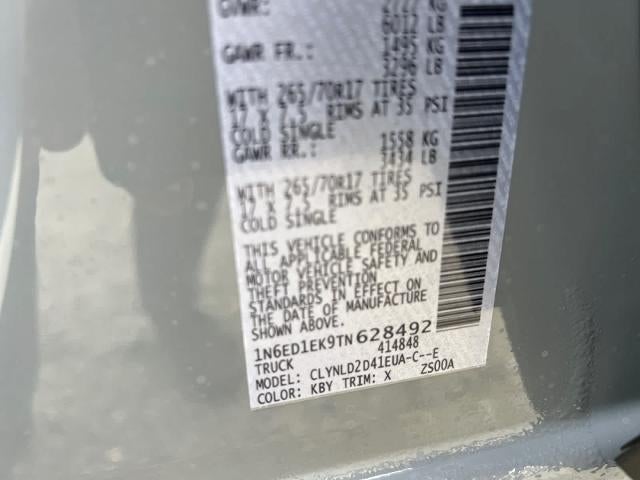 GVWR: 2727 KG
6012 LB
GAWR FR.: 1495 KG
3296 LB
WITH 265/70R17 TIRES
17 X 7.5 RIMS AT 35 PSI
COLD SINGLE
GAWR RR.: 1558 KG
3434 LB
WITH 265/70R17 TIRES
17 X 7.5 RIMS AT 35 PSI
COLD SINGLE
THIS VEHICLE CONFORMS TO
ALL APPLICABLE FEDERAL
MOTOR VEHICLE SAFETY AND
THEFT PREVENTION
STANDARDS IN EFFECT ON
THE DATE OF MANUFACTURE
SHOWN ABOVE.
1N6ED1EK9TN628492
TRUCK 414848
MODEL: CLYNLD2D41EUA-C--E
COLOR: KBY TRIM: X ZS00A